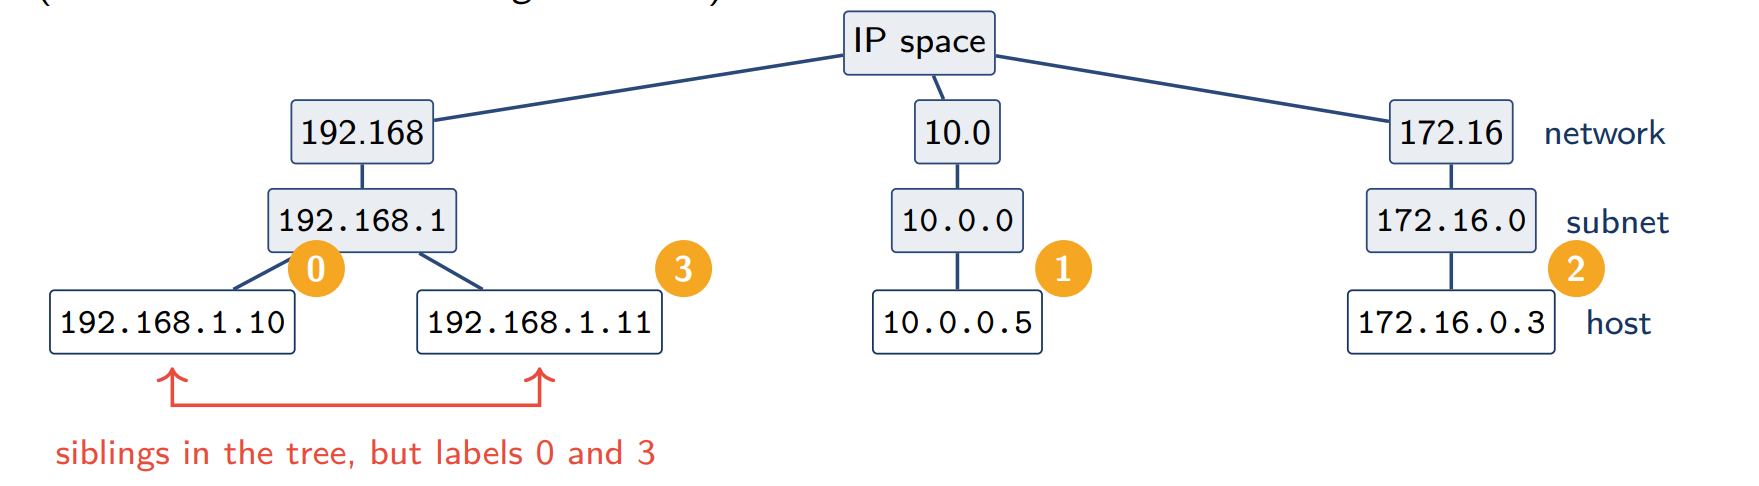 IP space
192.168 10.0 172.16 network
192.168.1 10.0.0 172.16.0 subnet
0 3 1 2
192.168.1.10 192.168.1.11 10.0.0.5 172.16.0.3 host
siblings in the tree, but labels 0 and 3